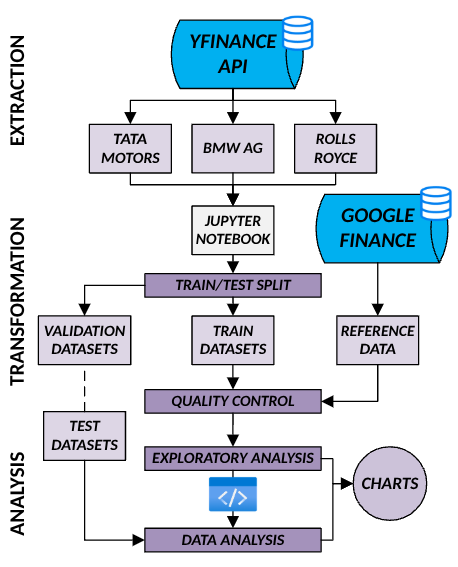 EXTRACTION
YFINANCE
API
TATA
MOTORS
BMW AG
ROLLS
ROYCE
TRANSFORMATION
JUPYTER
NOTEBOOK
GOOGLE
FINANCE
TRAIN/TEST SPLIT
VALIDATION
DATASETS
TRAIN
DATASETS
REFERENCE
DATA
QUALITY CONTROL
ANALYSIS
TEST
DATASETS
EXPLORATORY ANALYSIS
</>
CHARTS
DATA ANALYSIS